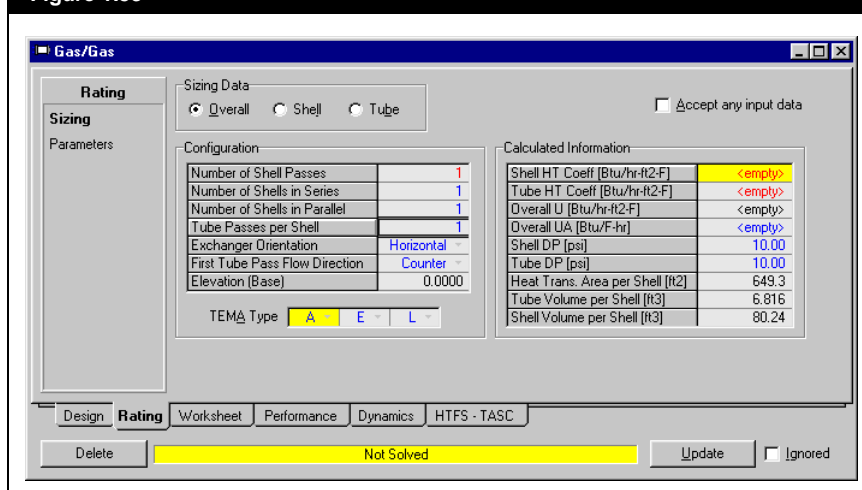 Gas/Gas
Rating
Sizing
Parameters
Sizing Data
Overall Shell Tube
Accept any input data
Configuration
Number of Shell Passes 1
Number of Shells in Series 1
Number of Shells in Parallel 1
Tube Passes per Shell 1
Exchanger Orientation Horizontal
First Tube Pass Flow Direction Counter
Elevation (Base) 0.0000
TEMA Type A E L
Calculated Information
Shell HT Coeff [Btu/hr-ft2-F] <empty>
Tube HT Coeff [Btu/hr-ft2-F] <empty>
Overall U [Btu/hr-ft2-F] <empty>
Overall UA [Btu/F-hr] <empty>
Shell DP [psi] 10.00
Tube DP [psi] 10.00
Heat Trans. Area per Shell [ft2] 649.3
Tube Volume per Shell [ft3] 6.816
Shell Volume per Shell [ft3] 80.24
Design Rating Worksheet Performance Dynamics HTFS - TASC
Delete Not Solved Update Ignored